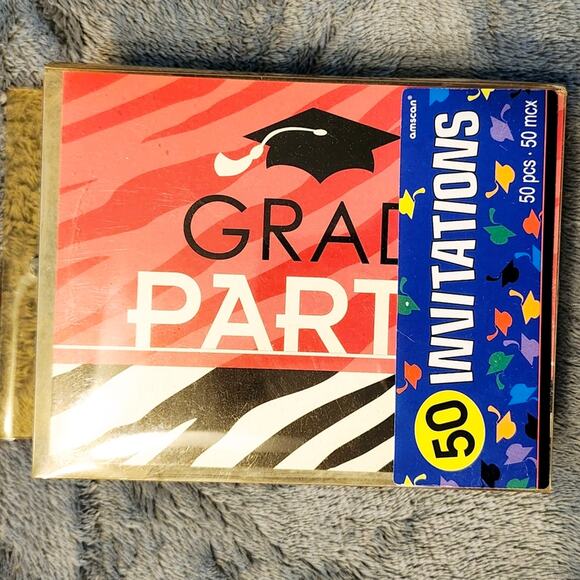 GRAD
PART
amscan
50 INVITATIONS
50 pcs · 50 mcx